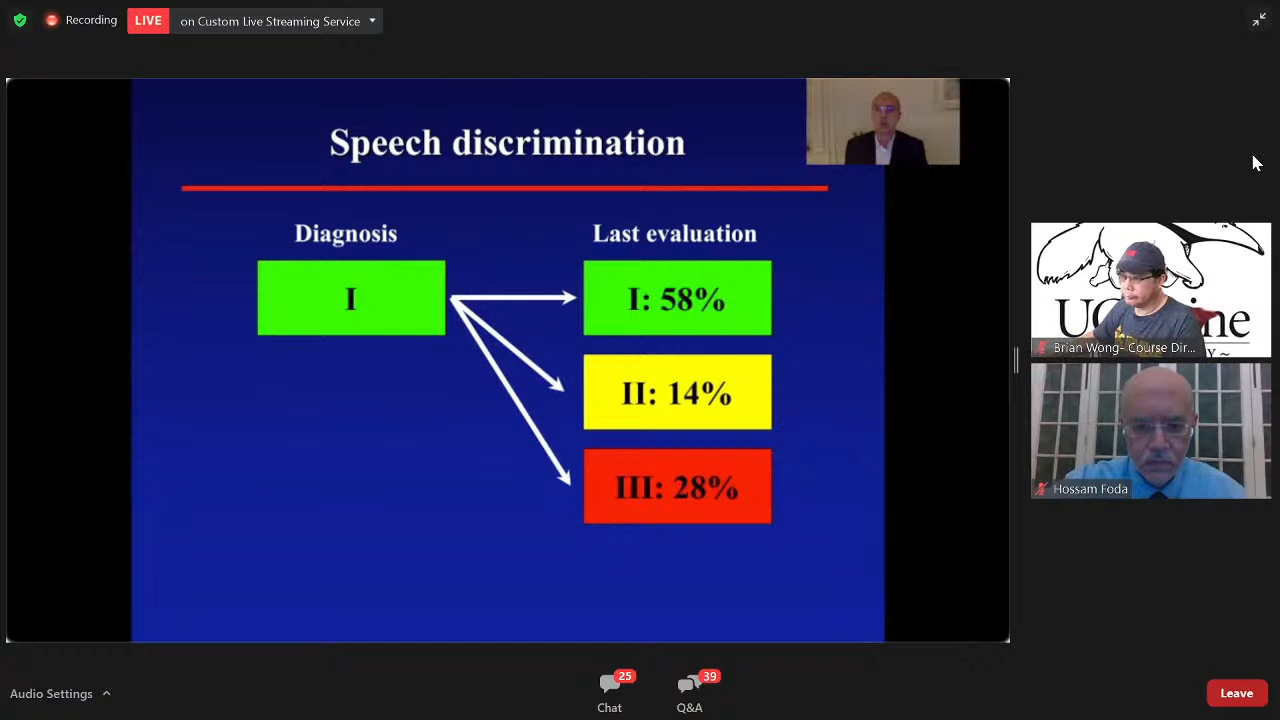 Recording
LIVE
on Custom Live Streaming Service
Speech discrimination
Diagnosis
Last evaluation
I
I: 58%
II: 14%
III: 28%
Brian Wong- Course Dir...
Hossam Foda
Audio Settings
25
Chat
39
Q&A
Leave